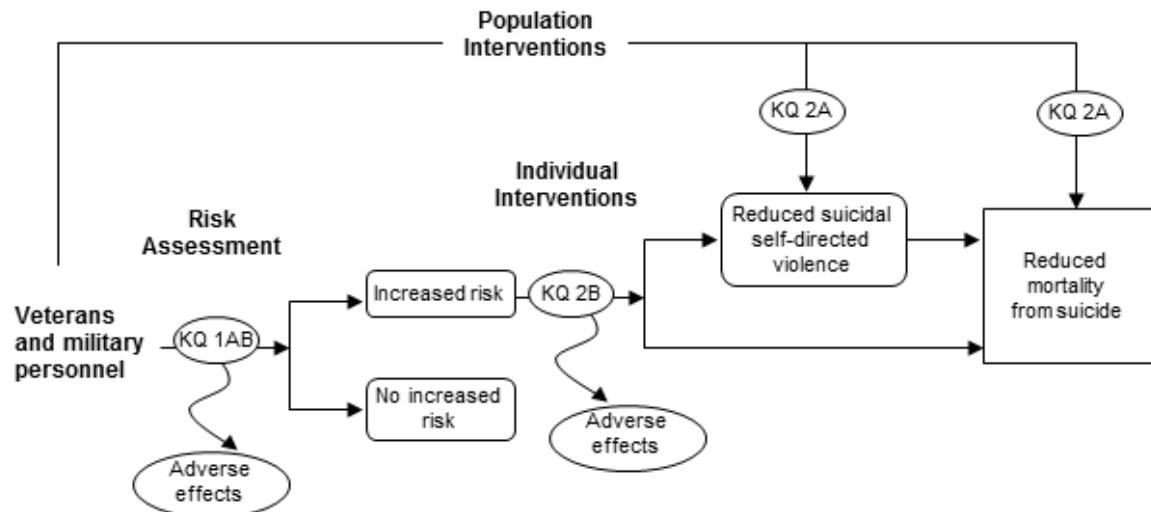 Population
Interventions
KQ 2A
KQ 2A
Individual
Interventions
Risk
Assessment
Reduced suicidal
self-directed
violence
Reduced
mortality
from suicide
Increased risk
KQ 2B
Veterans
and military
personnel
KQ 1AB
No increased
risk
Adverse
effects
Adverse
effects